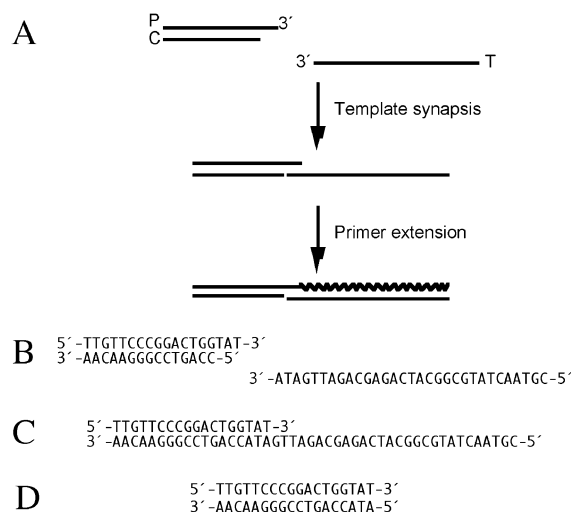 A
P
3´
C
3´
T
Template synapsis
Primer extension
B
5´-TTGTTCCCGGACTGGTAT-3´
3´-AACAAGGGCCTGACC-5´
3´-ATAGTTAGACGAGACTACGGCGTATCAATGC-5´
C
5´-TTGTTCCCGGACTGGTAT-3´
3´-AACAAGGGCCTGACCATAGTTAGACGAGACTACGGCGTATCAATGC-5´
D
5´-TTGTTCCCGGACTGGTAT-3´
3´-AACAAGGGCCTGACCATA-5´